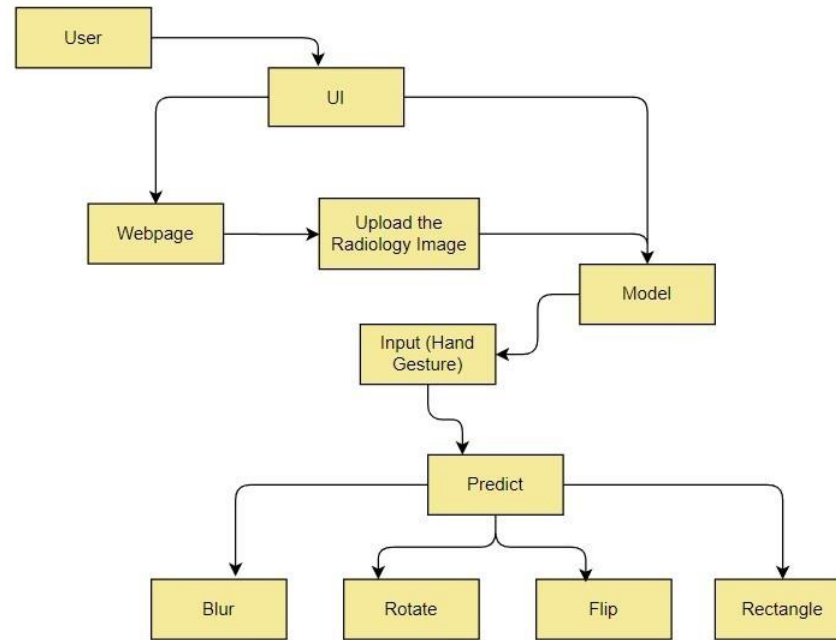 User
UI
Webpage
Upload the
Radiology Image
Model
Input (Hand
Gesture)
Predict
Blur
Rotate
Flip
Rectangle